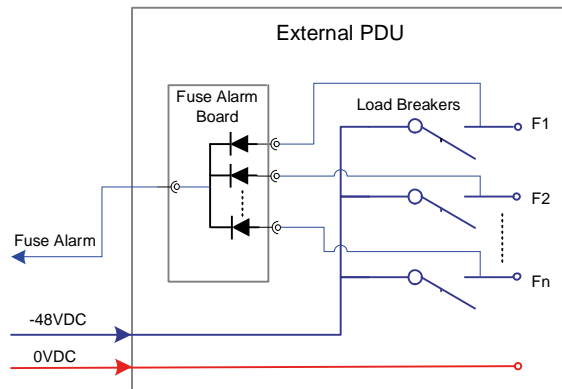 External PDU
Fuse Alarm
Board
Load Breakers
F1
F2
Fn
Fuse Alarm
-48VDC
0VDC